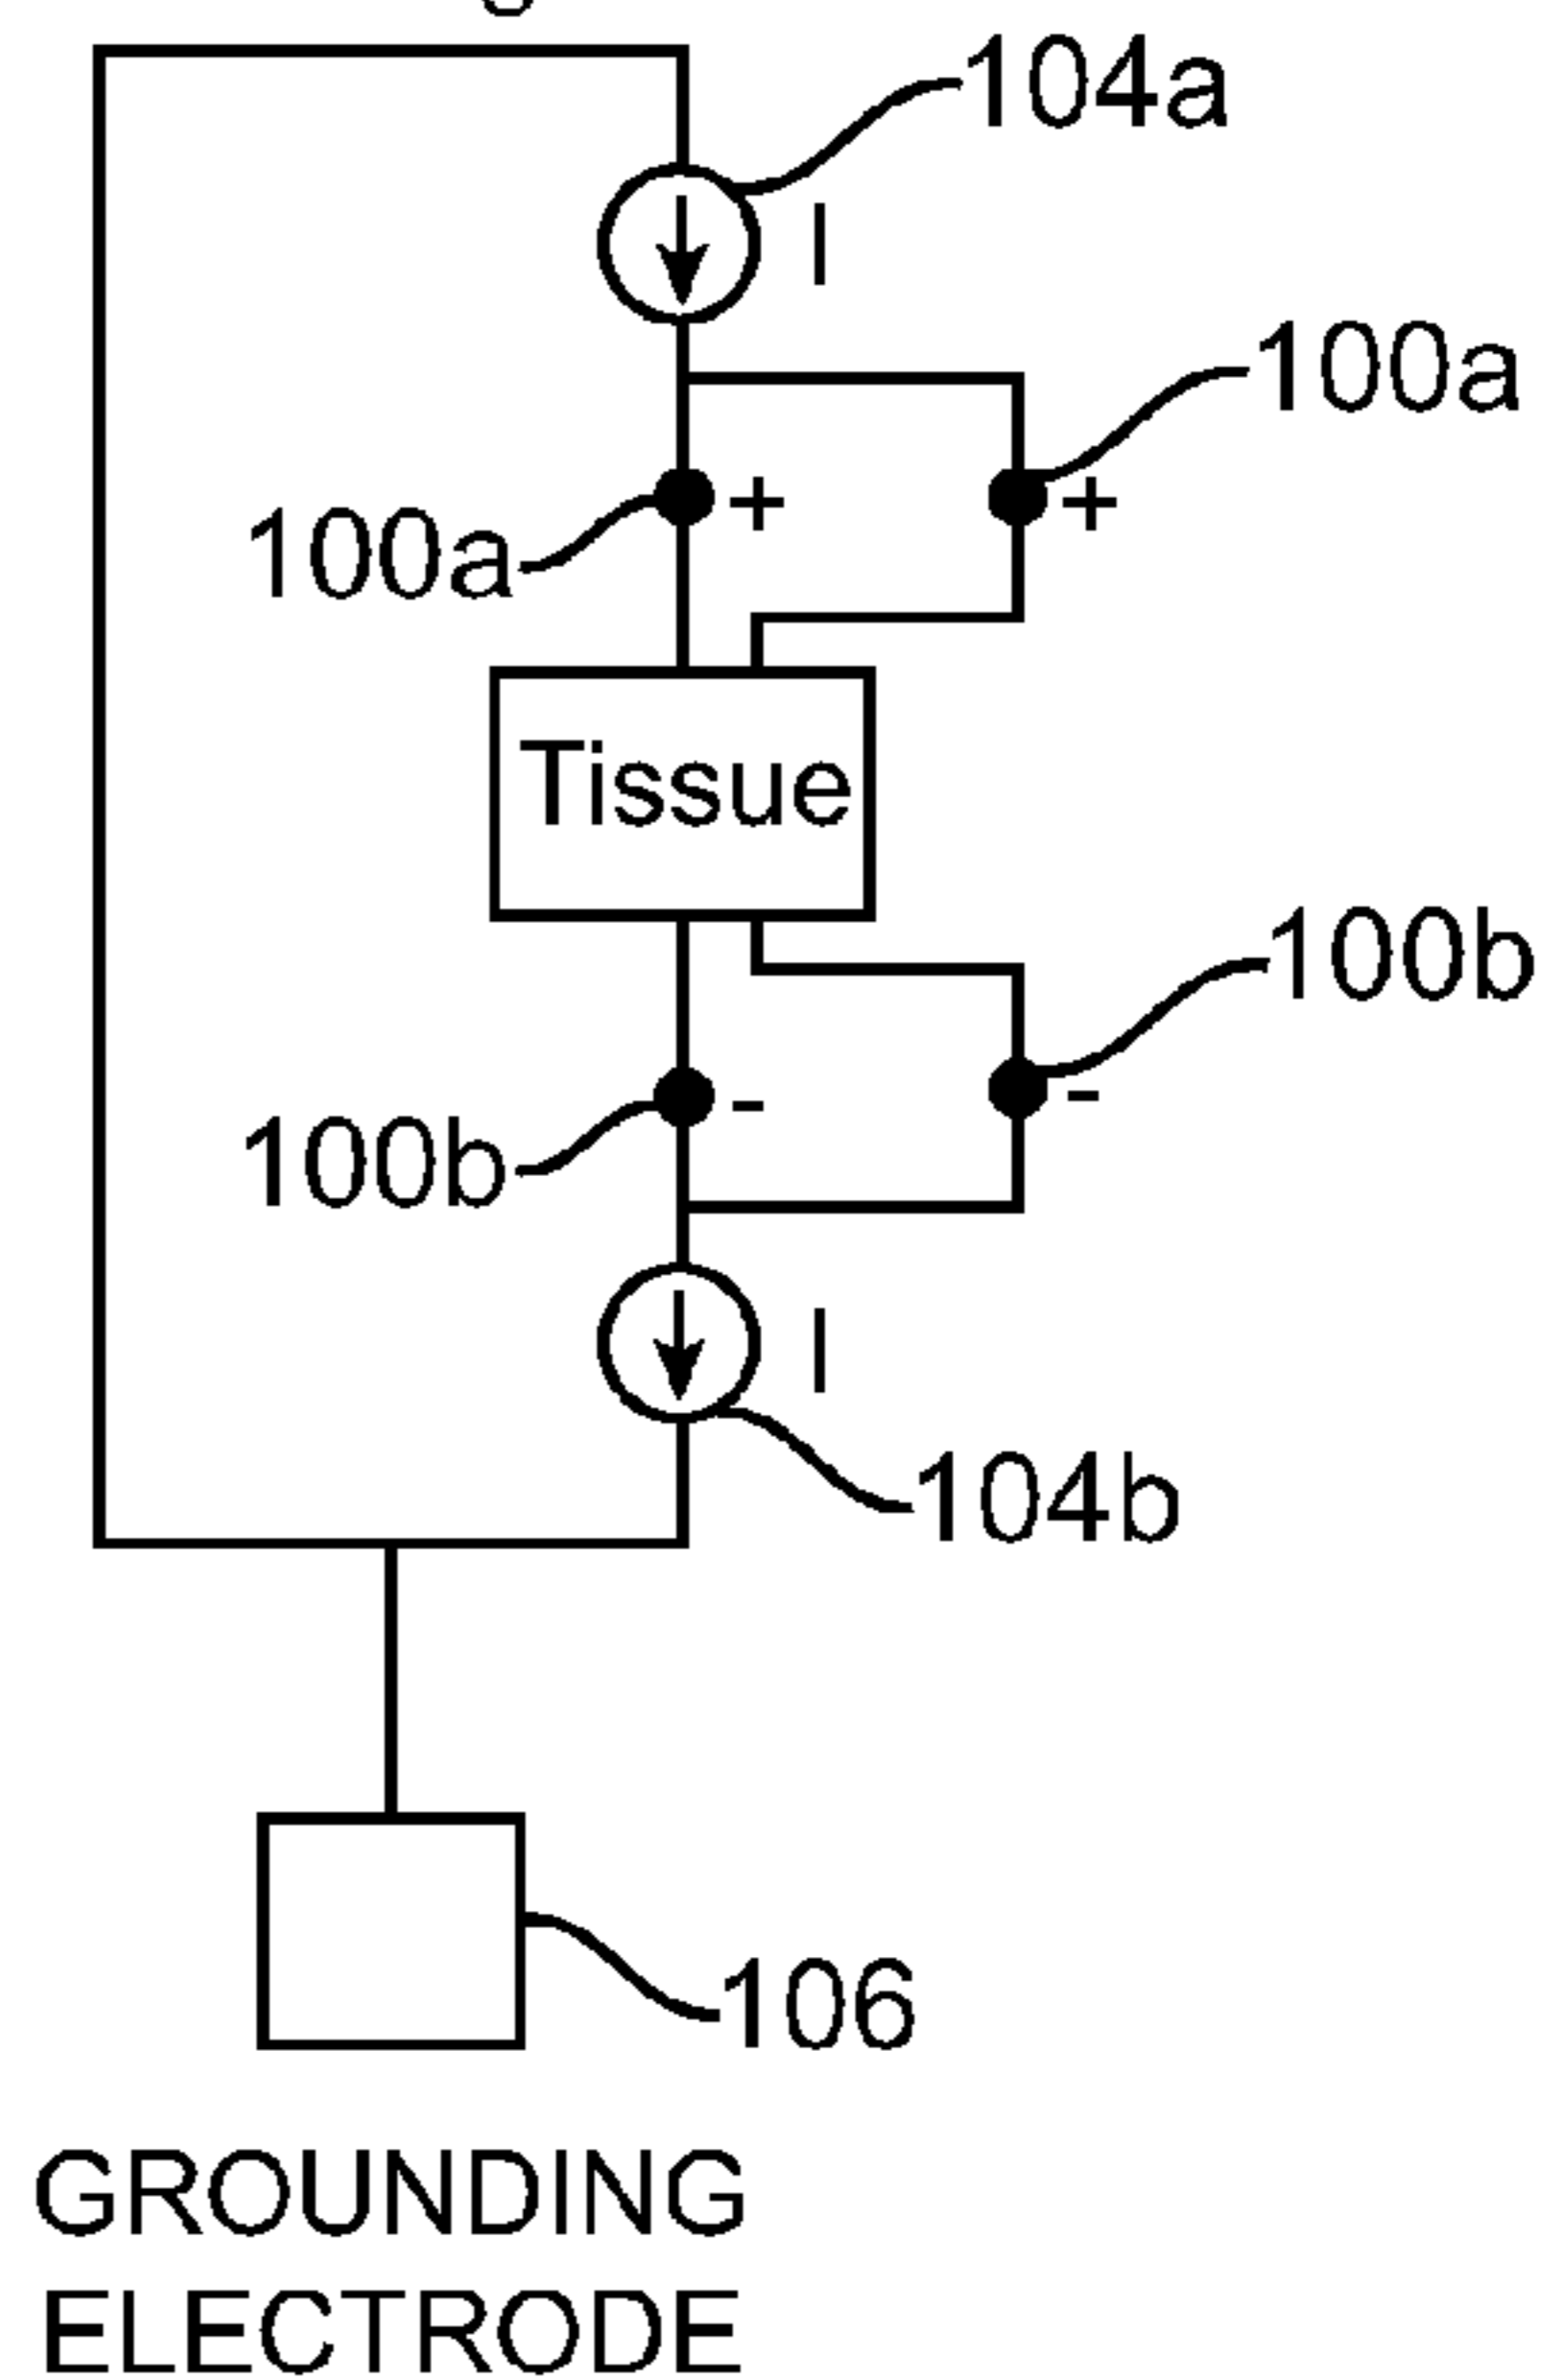 104a
I
100a
100a
+
+
Tissue
100b
-
-
100b
I
104b
106
GROUNDING
ELECTRODE